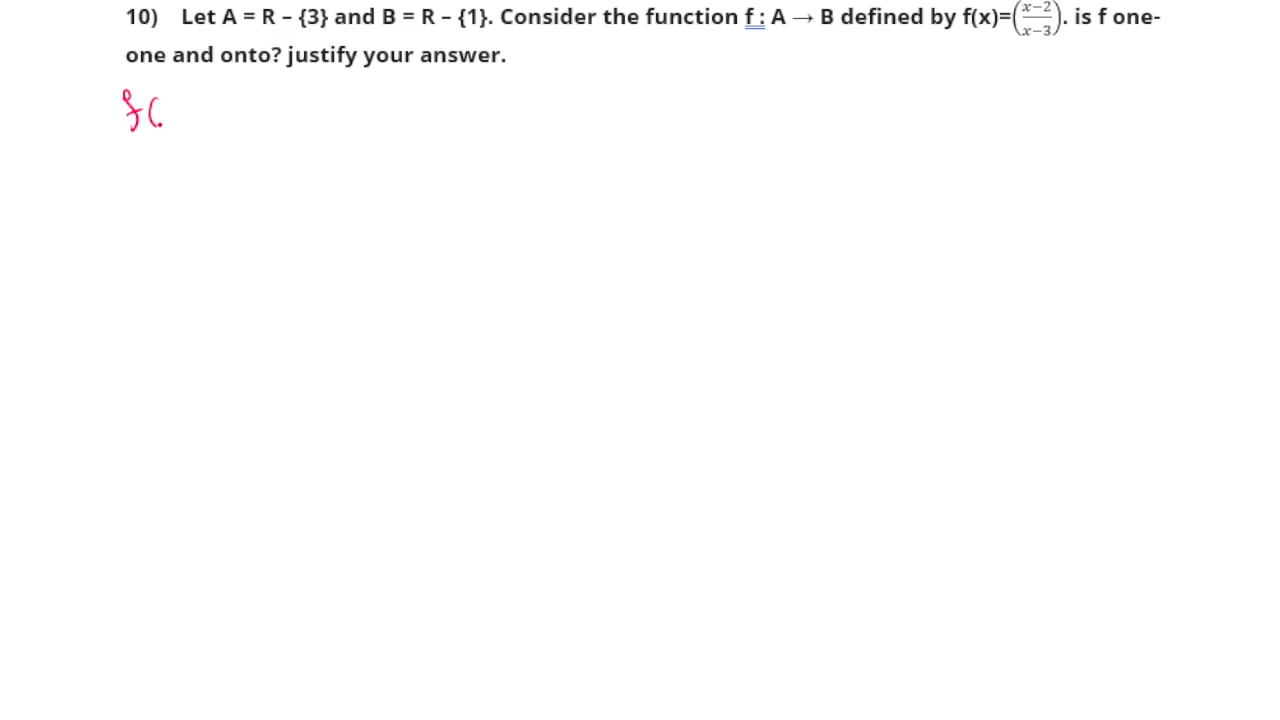 10) Let A = R – {3} and B = R – {1}. Consider the function f : A → B defined by f(x)=(x−2/x−3). is f one-
one and onto? justify your answer.
f(